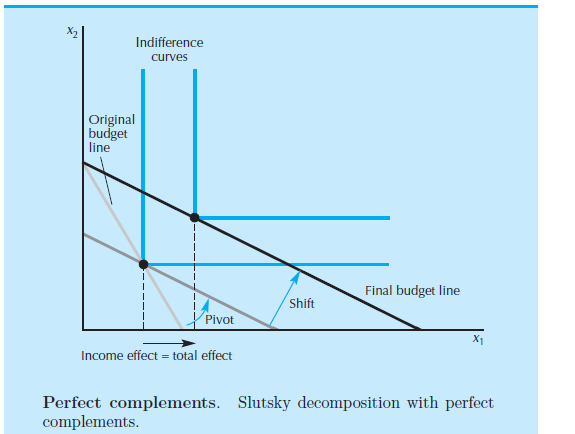 x2
Indifference
curves
Original
budget
line
Final budget line
Shift
Pivot
x1
Income effect = total effect
Perfect complements. Slutsky decomposition with perfect
complements.